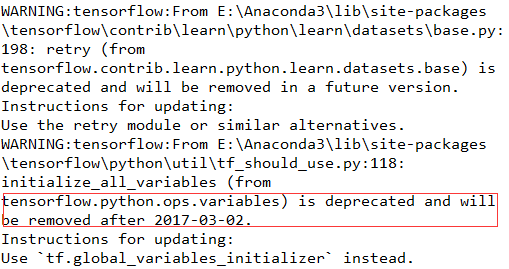 WARNING:tensorflow:From E:\Anaconda3\lib\site-packages
\tensorflow\contrib\learn\python\learn\datasets\base.py:
198: retry (from
tensorflow.contrib.learn.python.learn.datasets.base) is
deprecated and will be removed in a future version.
Instructions for updating:
Use the retry module or similar alternatives.
WARNING:tensorflow:From E:\Anaconda3\lib\site-packages
\tensorflow\python\util\tf_should_use.py:118:
initialize_all_variables (from
tensorflow.python.ops.variables) is deprecated and will
be removed after 2017-03-02.
Instructions for updating:
Use `tf.global_variables_initializer` instead.